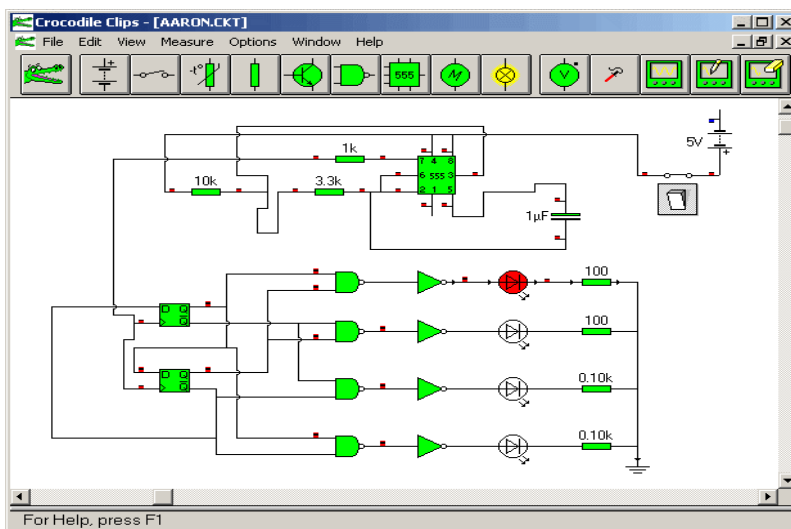 Crocodile Clips - [AARON.CKT]
File Edit View Measure Options Window Help
-t° 555 M V
5V
1k
7 4 8
6 555 3
2 1 5
10k
3.3k
1µF
D Q
Q
D Q
Q
100
100
0.10k
0.10k
For Help, press F1